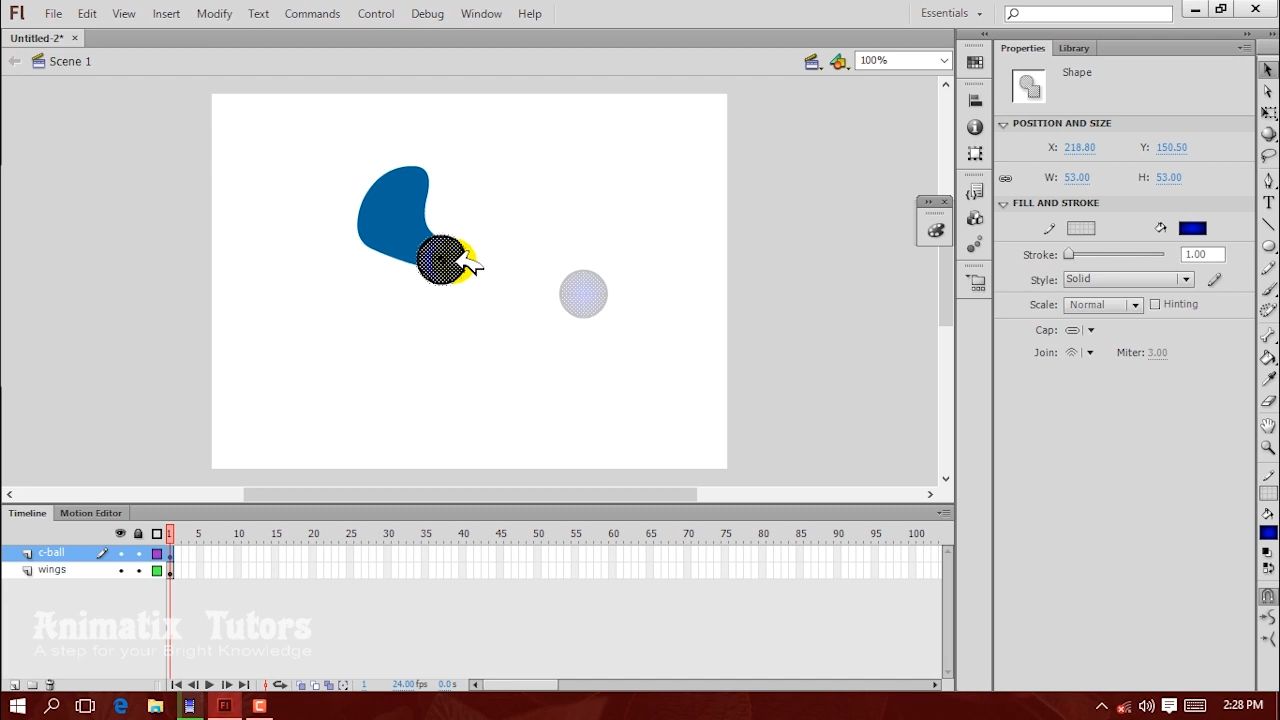 Fl File Edit View Insert Modify Text Commands Control Debug Window Help Essentials
Untitled-2* ×
Scene 1 100%
Properties Library
Shape
POSITION AND SIZE
X: 218.80 Y: 150.50
W: 53.00 H: 53.00
FILL AND STROKE
Stroke: 1.00
Style: Solid
Scale: Normal Hinting
Cap:
Join: Miter: 3.00
Timeline Motion Editor
1 5 10 15 20 25 30 35 40 45 50 55 60 65 70 75 80 85 90 95 100
c-ball
wings
Animatix Tutors
A step for your Bright Knowledge
1 24.00 fps 0.0 s
Fl C 2:28 PM